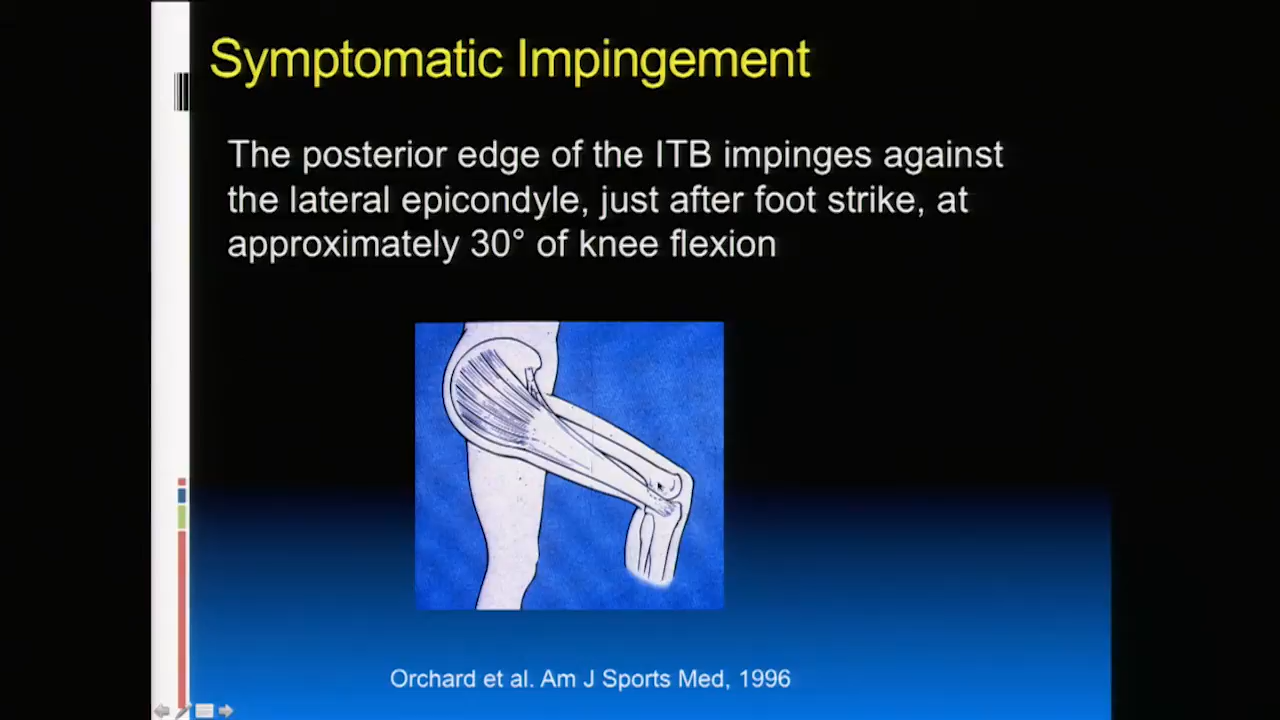 Symptomatic Impingement
The posterior edge of the ITB impinges against
the lateral epicondyle, just after foot strike, at
approximately 30° of knee flexion
Orchard et al. Am J Sports Med, 1996